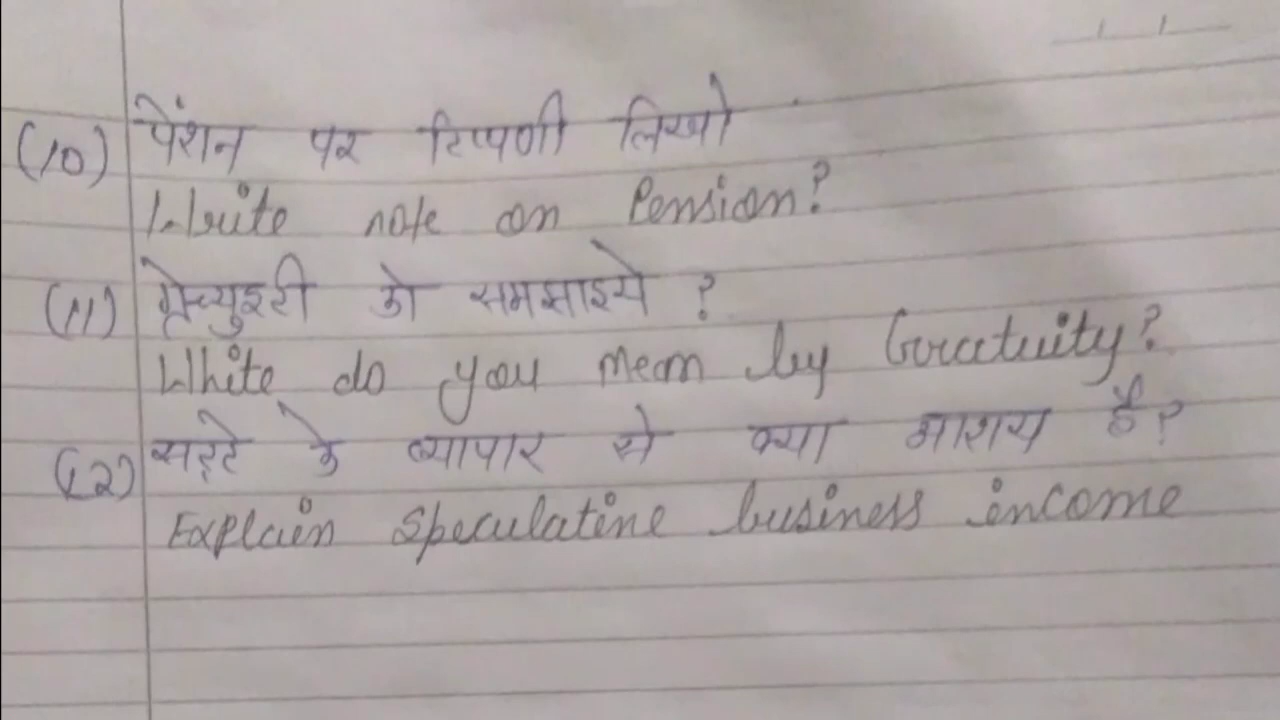 (10) पेंशन पर टिप्पणी लिखो
Write note on Pension?
(11) ग्रेच्युइटी को समझाइये ?
White do you mean by Gratuity?
(12) सट्टे के व्यापार से क्या आशय है?
Explain Speculatine business income